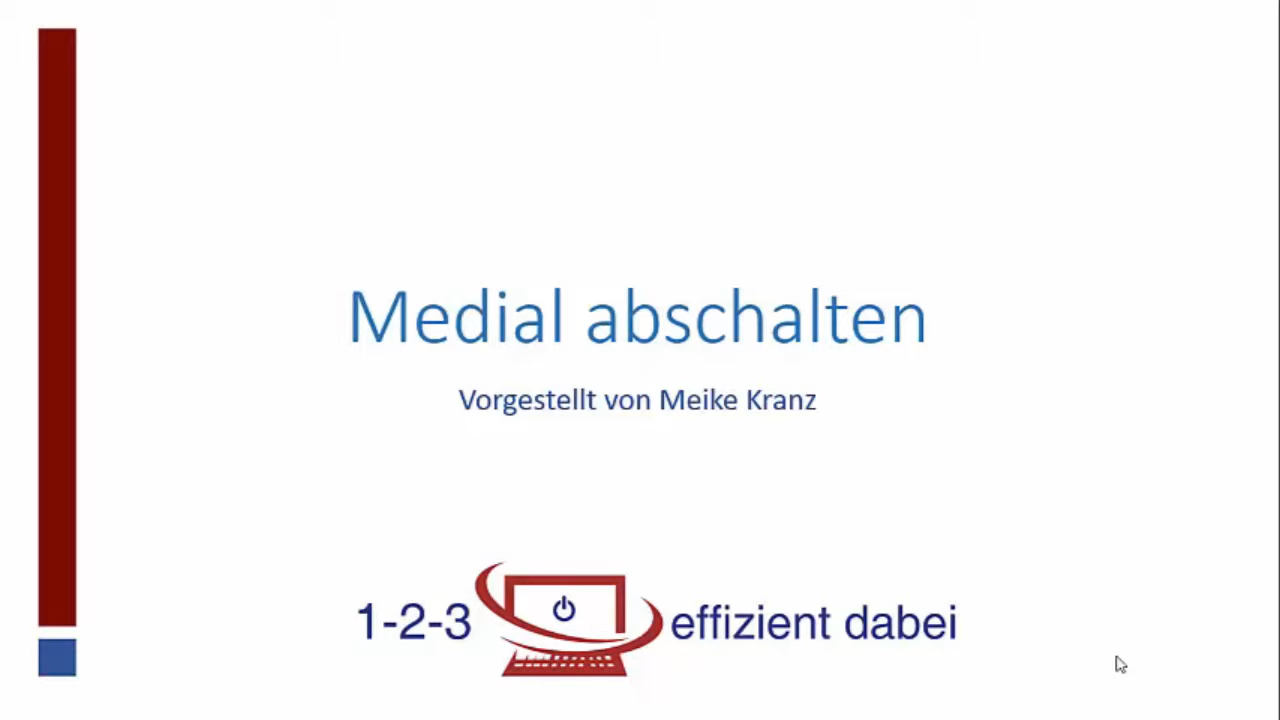 Medial abschalten
Vorgestellt von Meike Kranz
1-2-3 effizient dabei